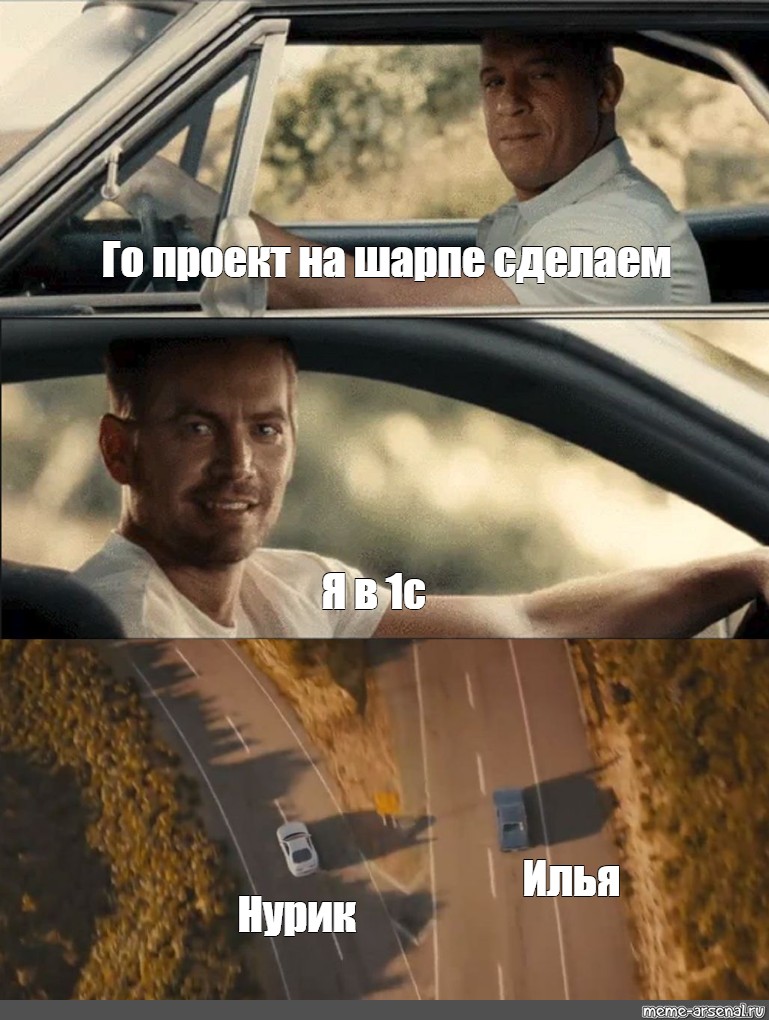 Го проект на шарпе сделаем
Я в 1с
Илья
Нурик
meme-arsenal.ru